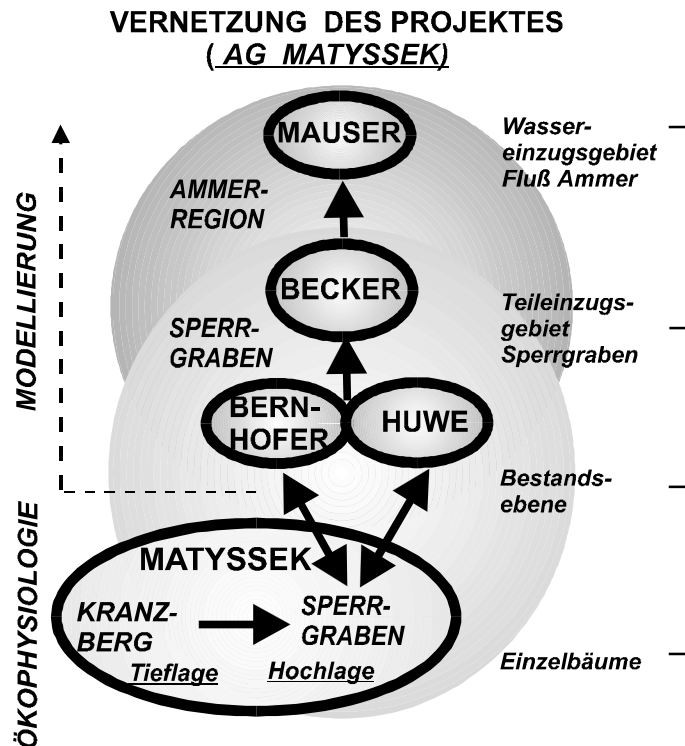 VERNETZUNG DES PROJEKTES
( AG MATYSSEK)
MAUSER
Wasser-
einzugsgebiet
Fluß Ammer
AMMER-
REGION
BECKER
Teileinzugs-
gebiet
Sperrgraben
SPERR-
GRABEN
BERN-
HOFER
HUWE
Bestands-
ebene
MATYSSEK
KRANZ-
BERG
Tieflage
SPERR-
GRABEN
Hochlage
Einzelbäume
MODELLIERUNG
ÖKOPHYSIOLOGIE